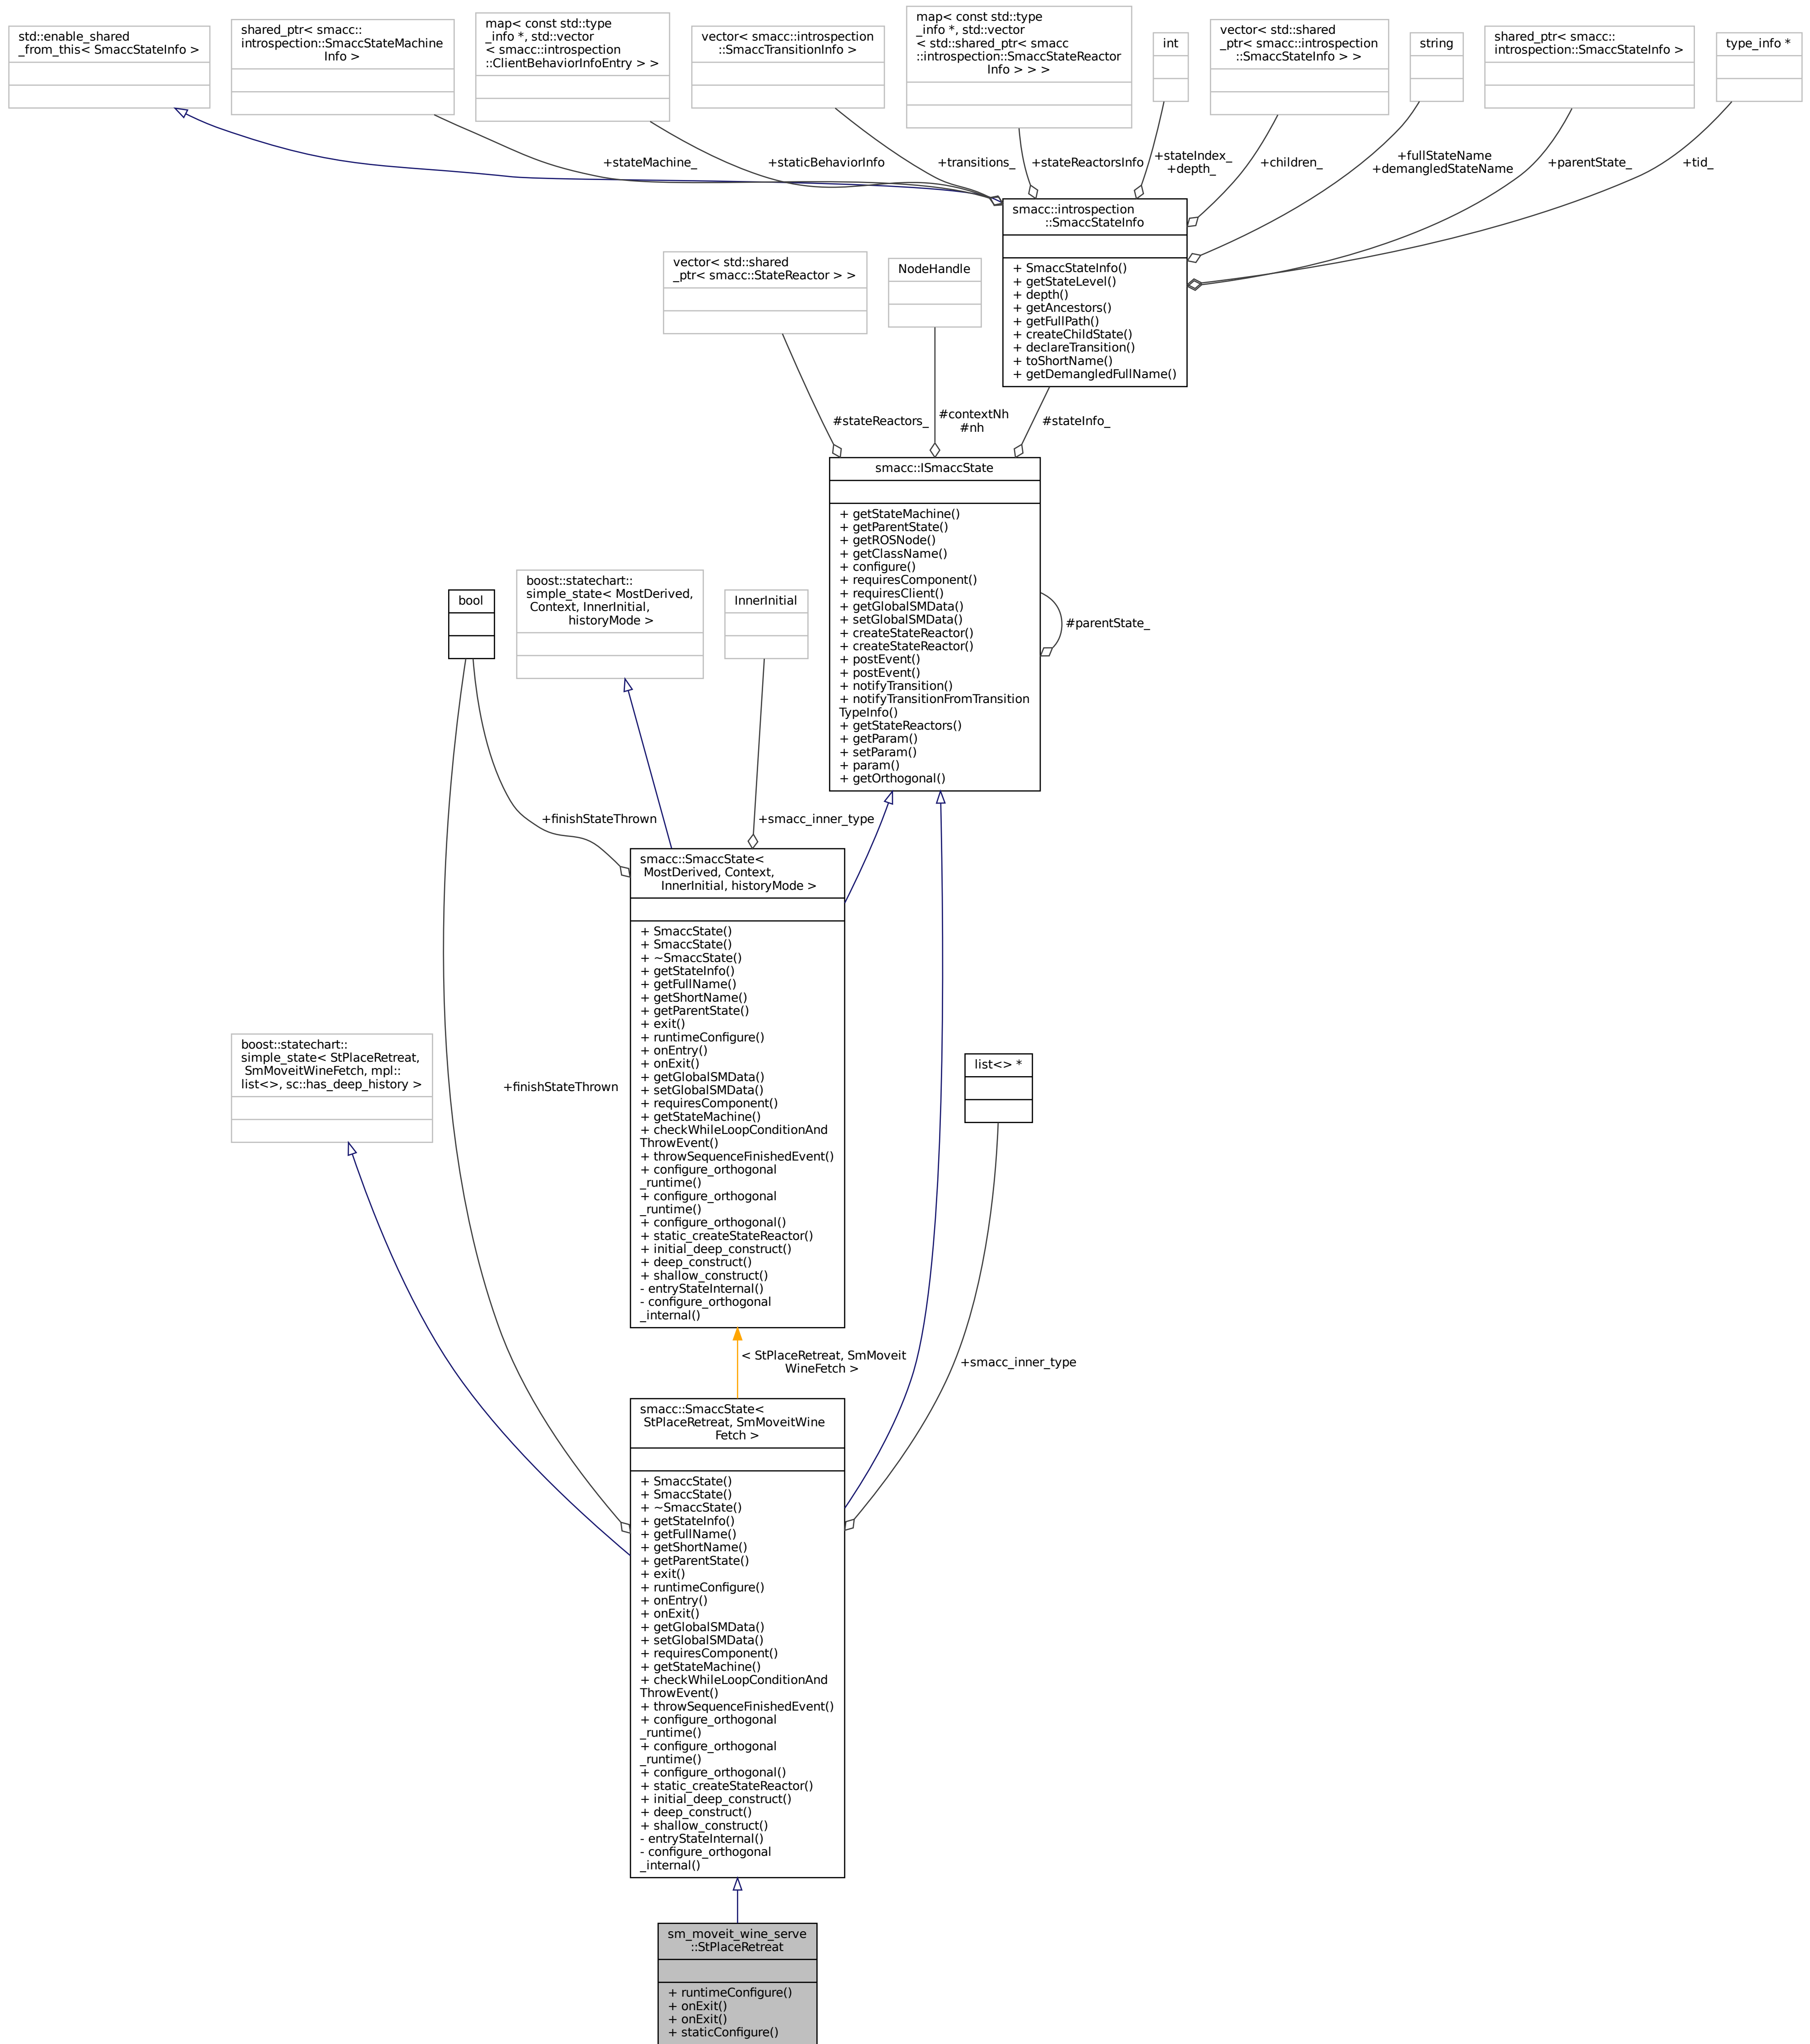 std::enable_shared
_from_this< SmaccStateInfo >
shared_ptr< smacc::
introspection::SmaccStateMachine
Info >
map< const std::type
_info *, std::vector
< smacc::introspection
::ClientBehaviorInfoEntry > >
vector< smacc::introspection
::SmaccTransitionInfo >
map< const std::type
_info *, std::vector
< std::shared_ptr< smacc
::introspection::SmaccStateReactor
Info > > >
int
vector< std::shared
_ptr< smacc::introspection
::SmaccStateInfo > >
string
shared_ptr< smacc::
introspection::SmaccStateInfo >
type_info *
+stateMachine_
+staticBehaviorInfo
+transitions_
+stateReactorsInfo
+stateIndex_
+depth_
+children_
+fullStateName
+demangledStateName
+parentState_
+tid_
smacc::introspection
::SmaccStateInfo
+ SmaccStateInfo()
+ getStateLevel()
+ depth()
+ getAncestors()
+ getFullPath()
+ createChildState()
+ declareTransition()
+ toShortName()
+ getDemangledFullName()
vector< std::shared
_ptr< smacc::StateReactor > >
NodeHandle
#stateReactors_
#contextNh
#nh
#stateInfo_
smacc::ISmaccState
+ getStateMachine()
+ getParentState()
+ getROSNode()
+ getClassName()
+ configure()
+ requiresComponent()
+ requiresClient()
+ getGlobalSMData()
+ setGlobalSMData()
+ createStateReactor()
+ createStateReactor()
+ postEvent()
+ postEvent()
+ notifyTransition()
+ notifyTransitionFromTransition
TypeInfo()
+ getStateReactors()
+ getParam()
+ setParam()
+ param()
+ getOrthogonal()
#parentState_
bool
boost::statechart::
simple_state< MostDerived,
Context, InnerInitial,
historyMode >
InnerInitial
+finishStateThrown
+smacc_inner_type
smacc::SmaccState<
MostDerived, Context,
InnerInitial, historyMode >
+ SmaccState()
+ SmaccState()
+ ~SmaccState()
+ getStateInfo()
+ getFullName()
+ getShortName()
+ getParentState()
+ exit()
+ runtimeConfigure()
+ onEntry()
+ onExit()
+ getGlobalSMData()
+ setGlobalSMData()
+ requiresComponent()
+ getStateMachine()
+ checkWhileLoopConditionAnd
ThrowEvent()
+ throwSequenceFinishedEvent()
+ configure_orthogonal
_runtime()
+ configure_orthogonal
_runtime()
+ configure_orthogonal()
+ static_createStateReactor()
+ initial_deep_construct()
+ deep_construct()
+ shallow_construct()
- entryStateInternal()
- configure_orthogonal
_internal()
boost::statechart::
simple_state< StPlaceRetreat,
SmMoveitWineFetch, mpl::
list<>, sc::has_deep_history >
+finishStateThrown
list<> *
< StPlaceRetreat, SmMoveit
WineFetch >
+smacc_inner_type
smacc::SmaccState<
StPlaceRetreat, SmMoveitWine
Fetch >
+ SmaccState()
+ SmaccState()
+ ~SmaccState()
+ getStateInfo()
+ getFullName()
+ getShortName()
+ getParentState()
+ exit()
+ runtimeConfigure()
+ onEntry()
+ onExit()
+ getGlobalSMData()
+ setGlobalSMData()
+ requiresComponent()
+ getStateMachine()
+ checkWhileLoopConditionAnd
ThrowEvent()
+ throwSequenceFinishedEvent()
+ configure_orthogonal
_runtime()
+ configure_orthogonal
_runtime()
+ configure_orthogonal()
+ static_createStateReactor()
+ initial_deep_construct()
+ deep_construct()
+ shallow_construct()
- entryStateInternal()
- configure_orthogonal
_internal()
sm_moveit_wine_serve
::StPlaceRetreat
+ runtimeConfigure()
+ onExit()
+ onExit()
+ staticConfigure()